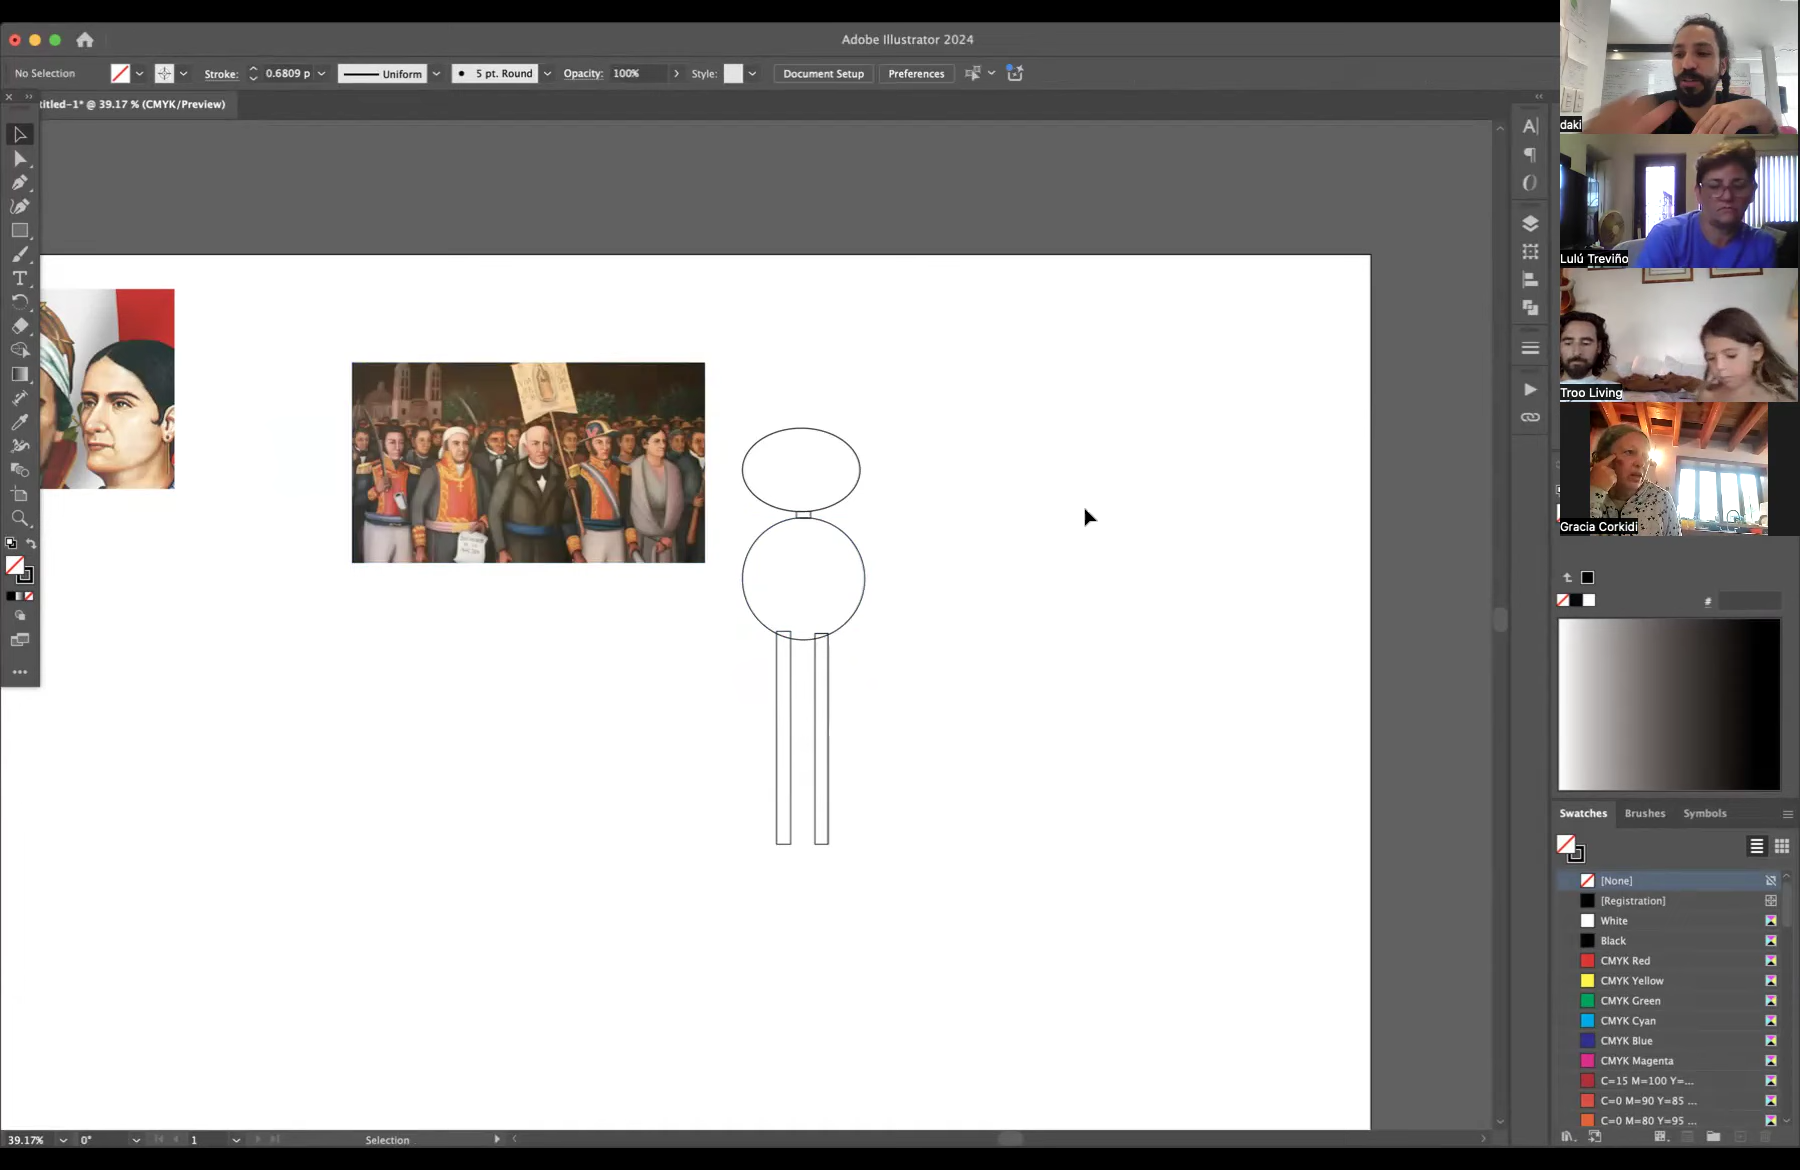 Adobe Illustrator 2024
No Selection
Stroke:
0.6809 p
Uniform
5 pt. Round
Opacity:
100%
Style:
Document Setup
Preferences
titled-1* @ 39.17 % (CMYK/Preview)
daki
Lulú Treviño
Troo Living
Gracia Corkidi
#
Swatches
Brushes
Symbols
[None]
[Registration]
White
Black
CMYK Red
CMYK Yellow
CMYK Green
CMYK Cyan
CMYK Blue
CMYK Magenta
C=15 M=100 Y=...
C=0 M=90 Y=85 ...
C=0 M=80 Y=95 ...
39.17%
0°
1
Selection